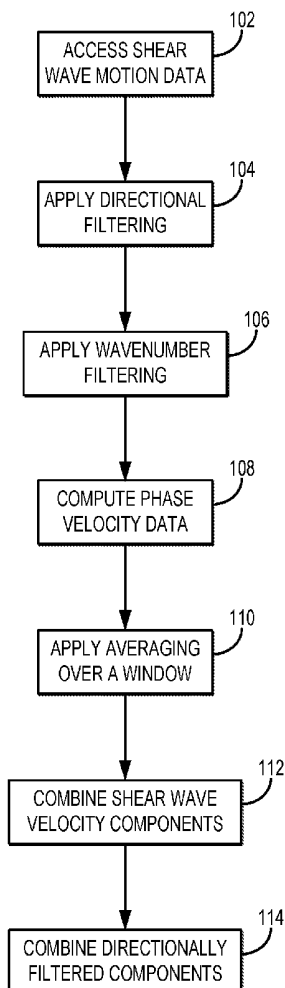 102
ACCESS SHEAR
WAVE MOTION DATA
104
APPLY DIRECTIONAL
FILTERING
106
APPLY WAVENUMBER
FILTERING
108
COMPUTE PHASE
VELOCITY DATA
110
APPLY AVERAGING
OVER A WINDOW
112
COMBINE SHEAR WAVE
VELOCITY COMPONENTS
114
COMBINE DIRECTIONALLY
FILTERED COMPONENTS